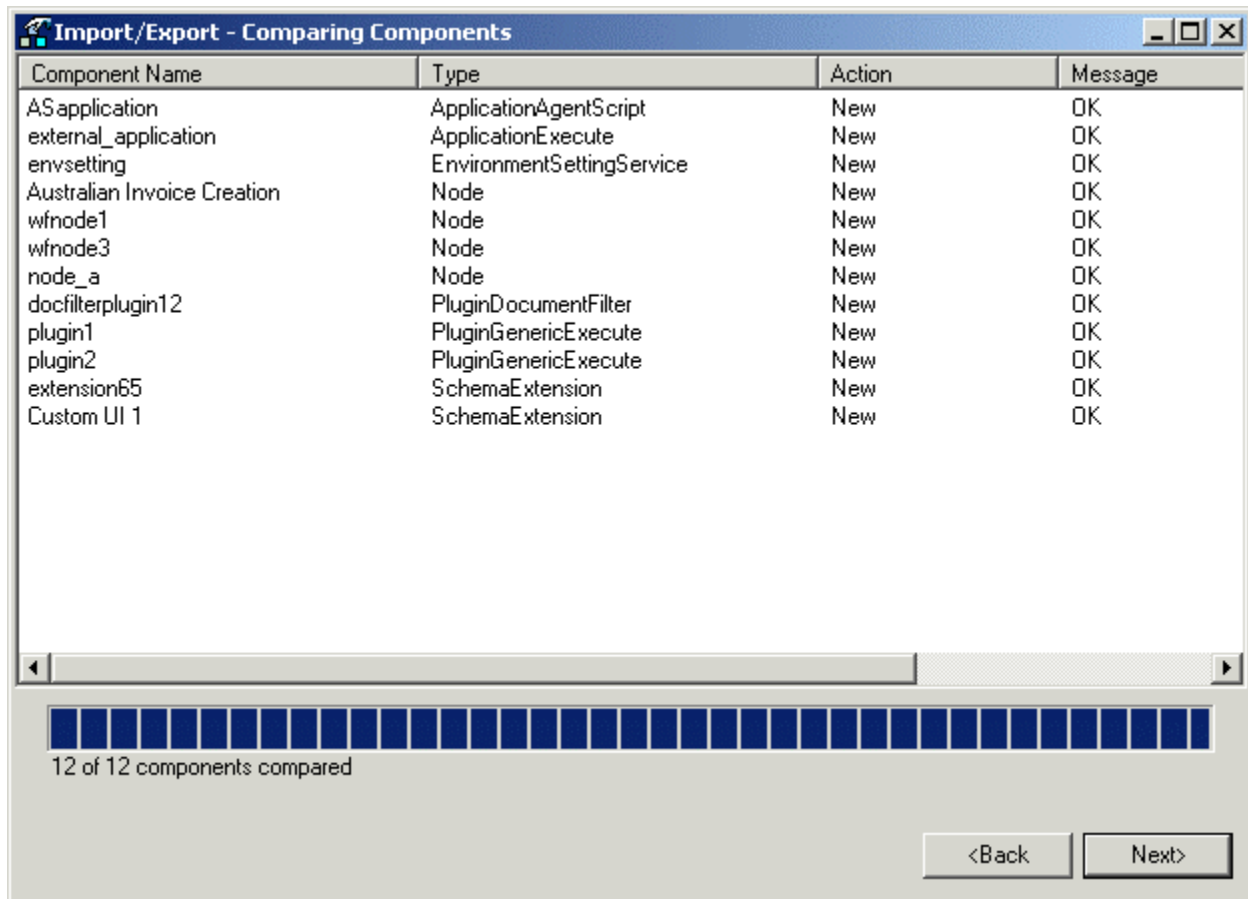 Import/Export - Comparing Components
Component Name Type Action Message
ASapplication ApplicationAgentScript New OK
external_application ApplicationExecute New OK
envsetting EnvironmentSettingService New OK
Australian Invoice Creation Node New OK
wfnode1 Node New OK
wfnode3 Node New OK
node_a Node New OK
docfilterplugin12 PluginDocumentFilter New OK
plugin1 PluginGenericExecute New OK
plugin2 PluginGenericExecute New OK
extension65 SchemaExtension New OK
Custom UI 1 SchemaExtension New OK
12 of 12 components compared
<Back Next>